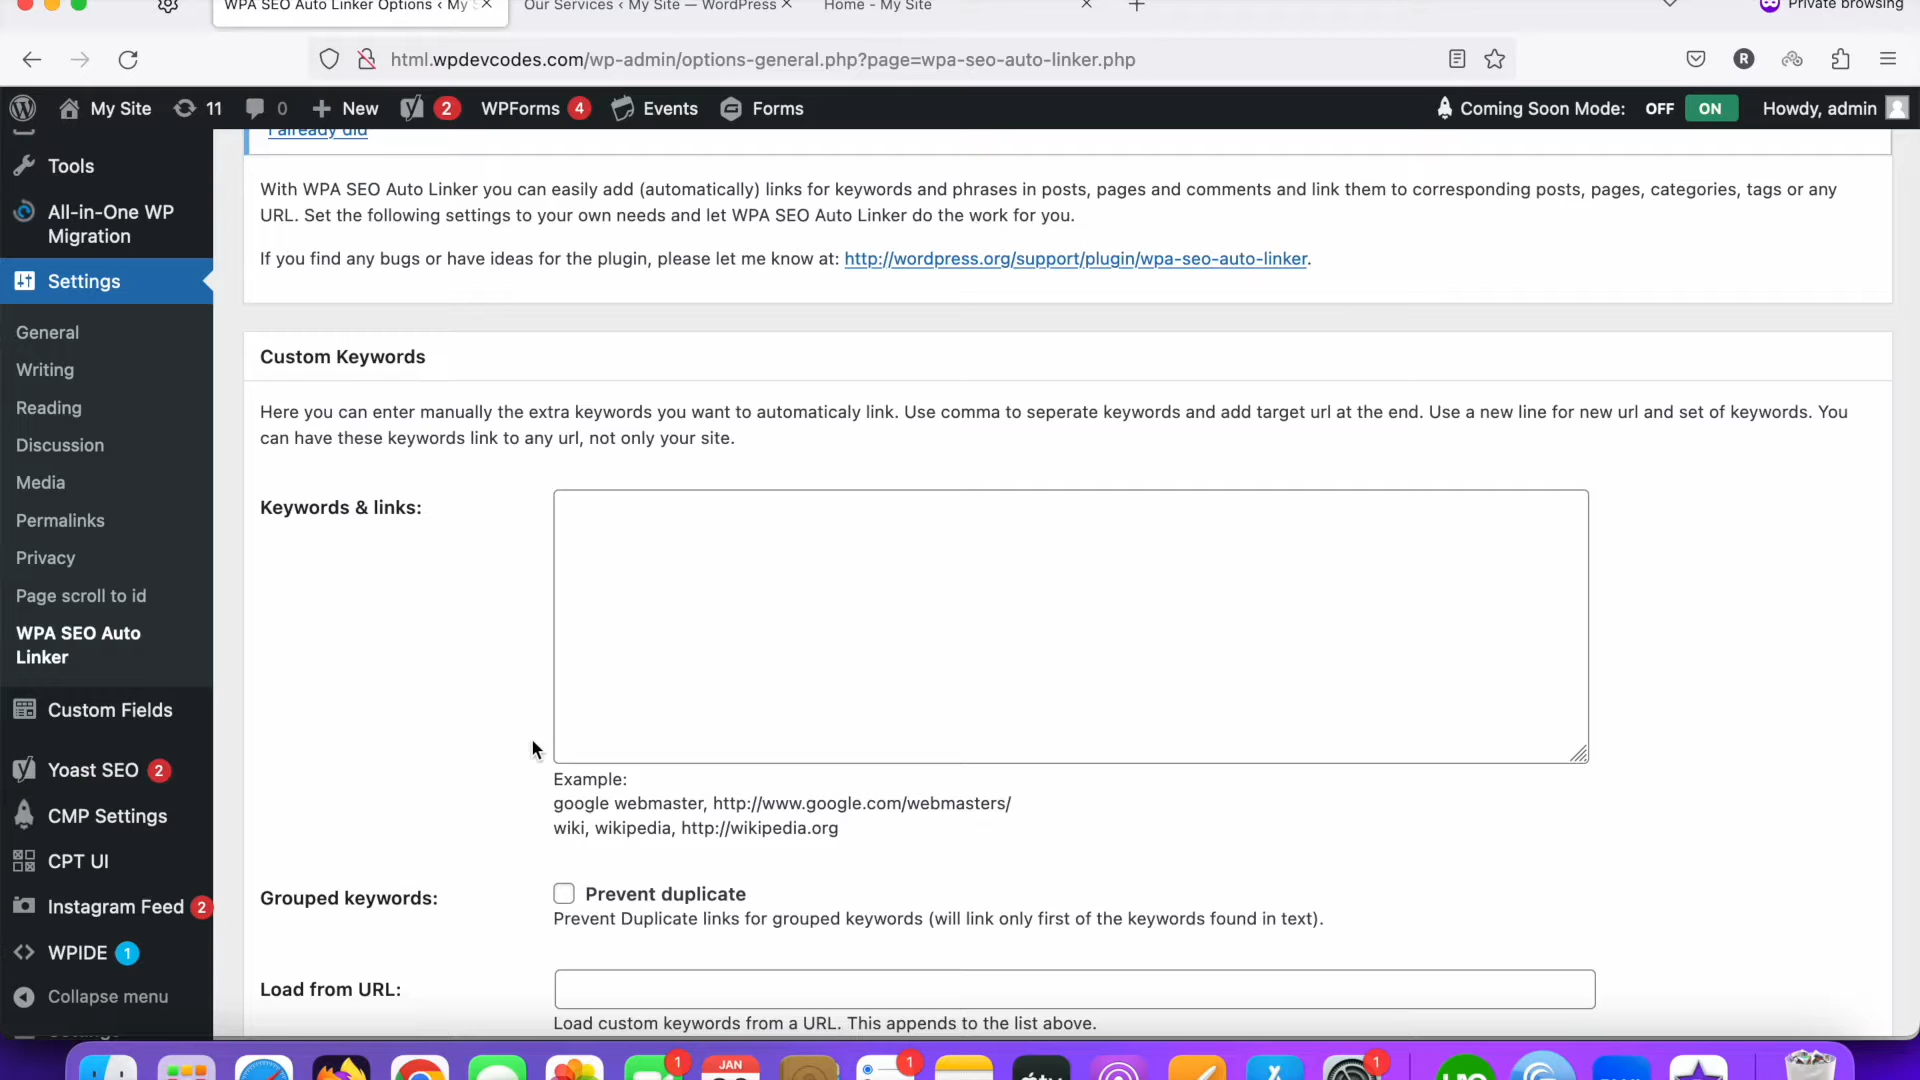 WPA SEO Auto Linker Options ‹ My S
Our Services ‹ My Site — WordPress
Home - My Site
Private browsing
html.wpdevcodes.com/wp-admin/options-general.php?page=wpa-seo-auto-linker.php
R
My Site
11
0
New
2
WPForms 4
Events
Forms
Coming Soon Mode: OFF ON
Howdy, admin
Tools
All-in-One WP
Migration
Settings
General
Writing
Reading
Discussion
Media
Permalinks
Privacy
Page scroll to id
WPA SEO Auto
Linker
Custom Fields
Yoast SEO 2
CMP Settings
CPT UI
Instagram Feed 2
WPIDE 1
Collapse menu
I already did
With WPA SEO Auto Linker you can easily add (automatically) links for keywords and phrases in posts, pages and comments and link them to corresponding posts, pages, categories, tags or any
URL. Set the following settings to your own needs and let WPA SEO Auto Linker do the work for you.
If you find any bugs or have ideas for the plugin, please let me know at: http://wordpress.org/support/plugin/wpa-seo-auto-linker.
Custom Keywords
Here you can enter manually the extra keywords you want to automaticaly link. Use comma to seperate keywords and add target url at the end. Use a new line for new url and set of keywords. You
can have these keywords link to any url, not only your site.
Keywords & links:
Example:
google webmaster, http://www.google.com/webmasters/
wiki, wikipedia, http://wikipedia.org
Grouped keywords:
Prevent duplicate
Prevent Duplicate links for grouped keywords (will link only first of the keywords found in text).
Load from URL:
Load custom keywords from a URL. This appends to the list above.
1
JAN
1
1